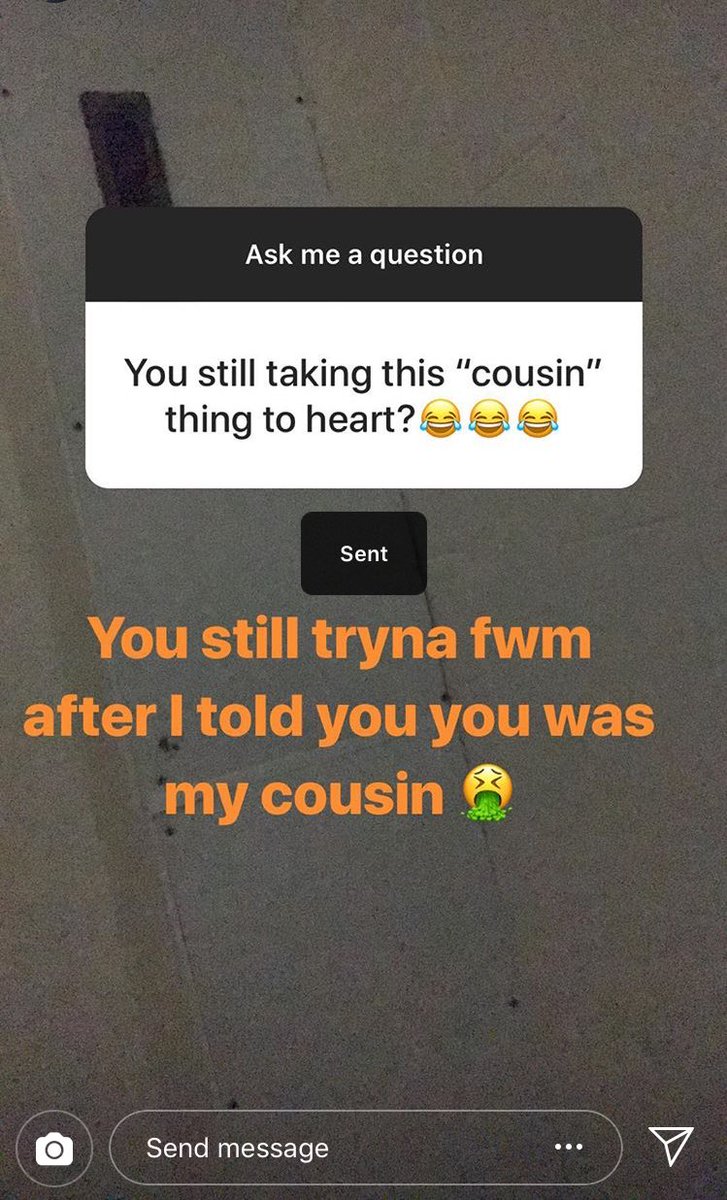 Ask me a question
You still taking this “cousin”
thing to heart?😂😂😂
Sent
You still tryna fwm
after I told you you was
my cousin 🤮
Send message